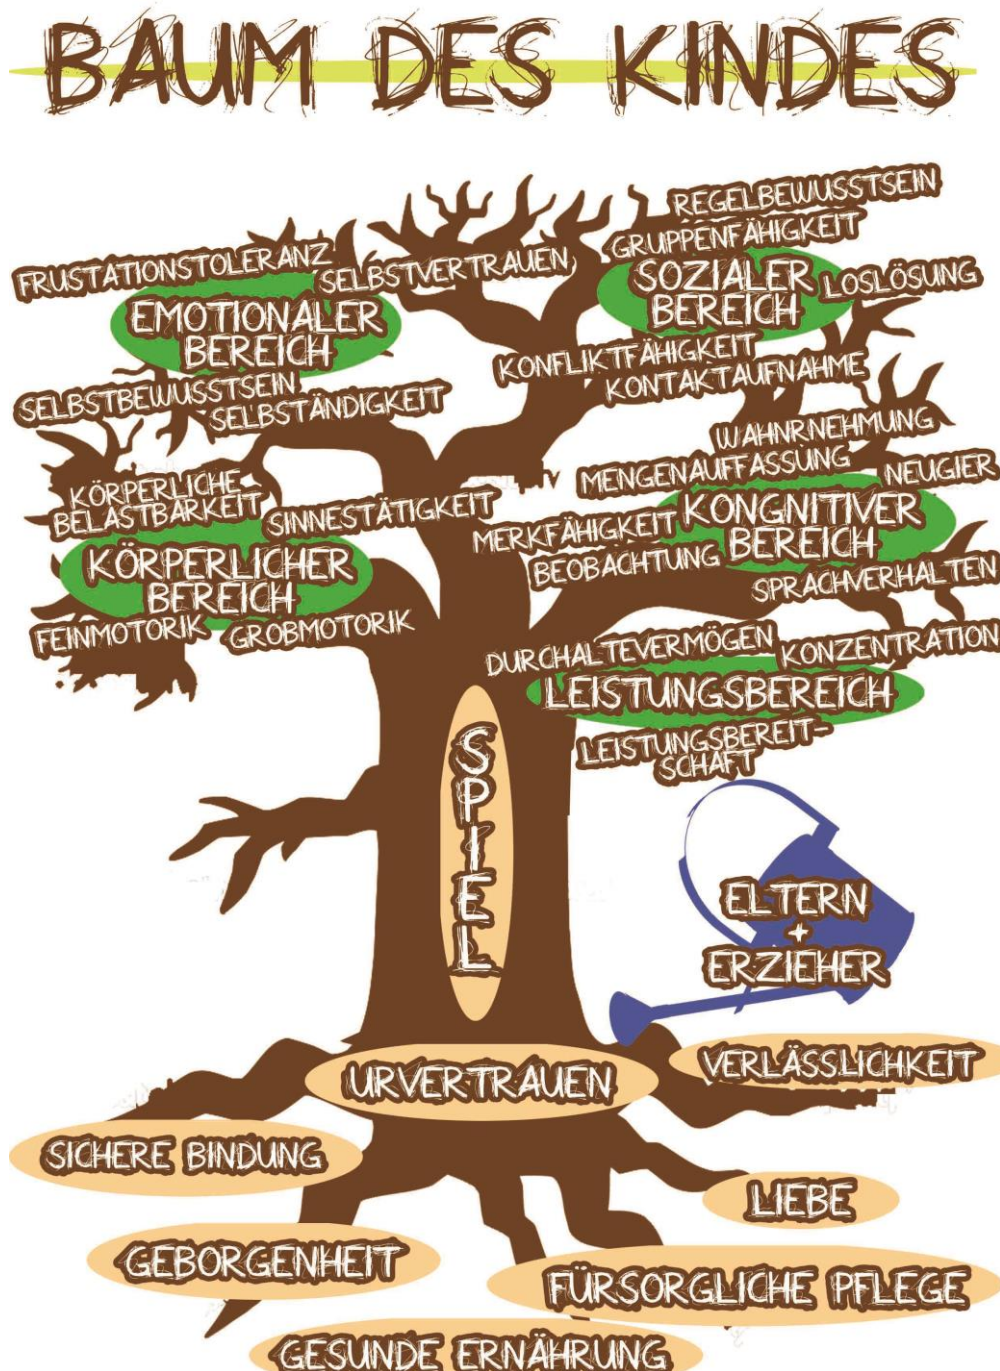 BAUM DES KINDES
REGELBEWUSSTSEIN
GRUPPENFÄHIGKEIT
FRUSTATIONSTOLERANZ
SELBSTVERTRAUEN
SOZIALER
BEREICH
LOSLÖSUNG
EMOTIONALER
BEREICH
KONFLIKTFÄHIGKEIT
KONTAKTAUFNAHME
SELBSTBEWUSSTSEIN
SELBSTÄNDIGKEIT
WAHNRNEHMUNG
MENGENAUFFASSUNG
NEUGIER
KÖRPERLICHE
BELASTBARKEIT
SINNESTÄTIGKEIT
MERKFÄHIGKEIT
KONGNITIVER
BEREICH
BEOBACHTUNG
SPRACHVERHALTEN
KÖRPERLICHER
BEREICH
FEINMOTORIK
GROBMOTORIK
DURCHALTEVERMÖGEN
KONZENTRATION
LEISTUNGSBEREICH
LEISTUNGSBEREIT-
SCHAFT
SPIEL
ELTERN
+
ERZIEHER
URVERTRAUEN
VERLÄSSLICHKEIT
SICHERE BINDUNG
LIEBE
GEBORGENHEIT
FÜRSORGLICHE PFLEGE
GESUNDE ERNÄHRUNG